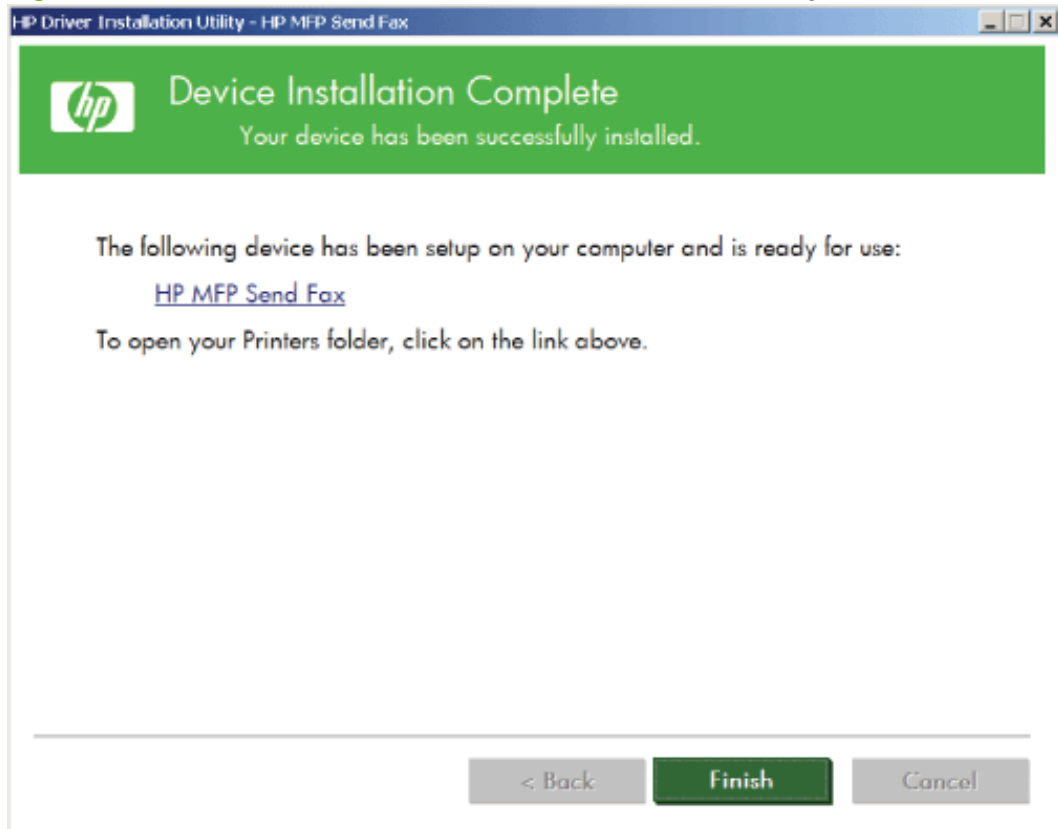 HP Driver Installation Utility - HP MFP Send Fax
hp
Device Installation Complete
Your device has been successfully installed.
The following device has been setup on your computer and is ready for use:
HP MFP Send Fax
To open your Printers folder, click on the link above.
< Back
Finish
Cancel